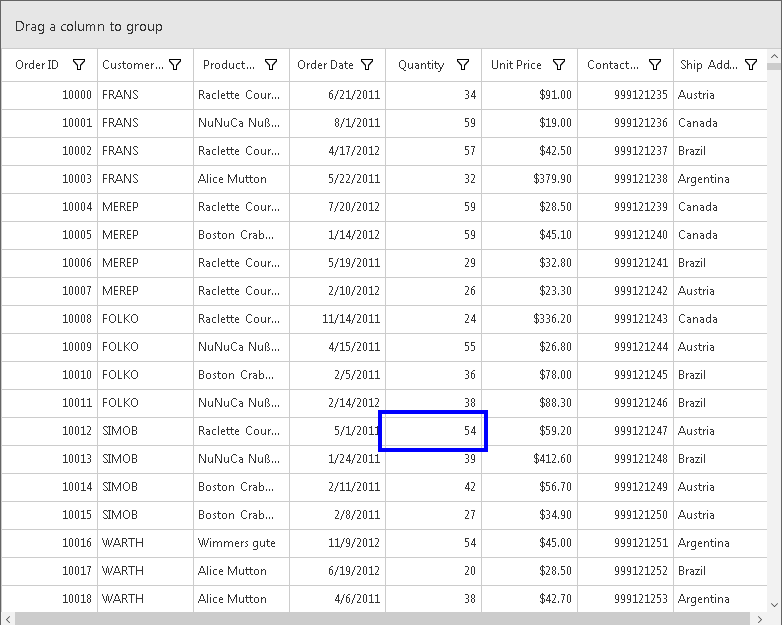 Drag a column to group
Order ID Customer... Product... Order Date Quantity Unit Price Contact... Ship Add...
10000 FRANS Raclette Cour... 6/21/2011 34 $91.00 999121235 Austria
10001 FRANS NuNuCa Nuß... 8/1/2011 59 $19.00 999121236 Canada
10002 FRANS Raclette Cour... 4/17/2012 57 $42.50 999121237 Brazil
10003 FRANS Alice Mutton 5/22/2011 32 $379.90 999121238 Argentina
10004 MEREP Raclette Cour... 7/20/2012 59 $28.50 999121239 Canada
10005 MEREP Boston Crab... 1/14/2012 59 $45.10 999121240 Canada
10006 MEREP Raclette Cour... 5/19/2011 29 $32.80 999121241 Brazil
10007 MEREP Raclette Cour... 2/10/2012 26 $23.30 999121242 Austria
10008 FOLKO Raclette Cour... 11/14/2011 24 $336.20 999121243 Canada
10009 FOLKO NuNuCa Nuß... 4/15/2011 55 $26.80 999121244 Austria
10010 FOLKO Boston Crab... 2/5/2011 36 $78.00 999121245 Brazil
10011 FOLKO NuNuCa Nuß... 2/14/2012 38 $88.30 999121246 Brazil
10012 SIMOB Raclette Cour... 5/1/2011 54 $59.20 999121247 Austria
10013 SIMOB NuNuCa Nuß... 1/24/2011 39 $412.60 999121248 Brazil
10014 SIMOB Boston Crab... 2/11/2011 42 $56.70 999121249 Austria
10015 SIMOB Boston Crab... 2/8/2011 27 $34.90 999121250 Austria
10016 WARTH Wimmers gute 11/9/2012 54 $45.00 999121251 Argentina
10017 WARTH Alice Mutton 6/19/2012 20 $28.50 999121252 Brazil
10018 WARTH Alice Mutton 4/6/2011 38 $42.70 999121253 Argentina